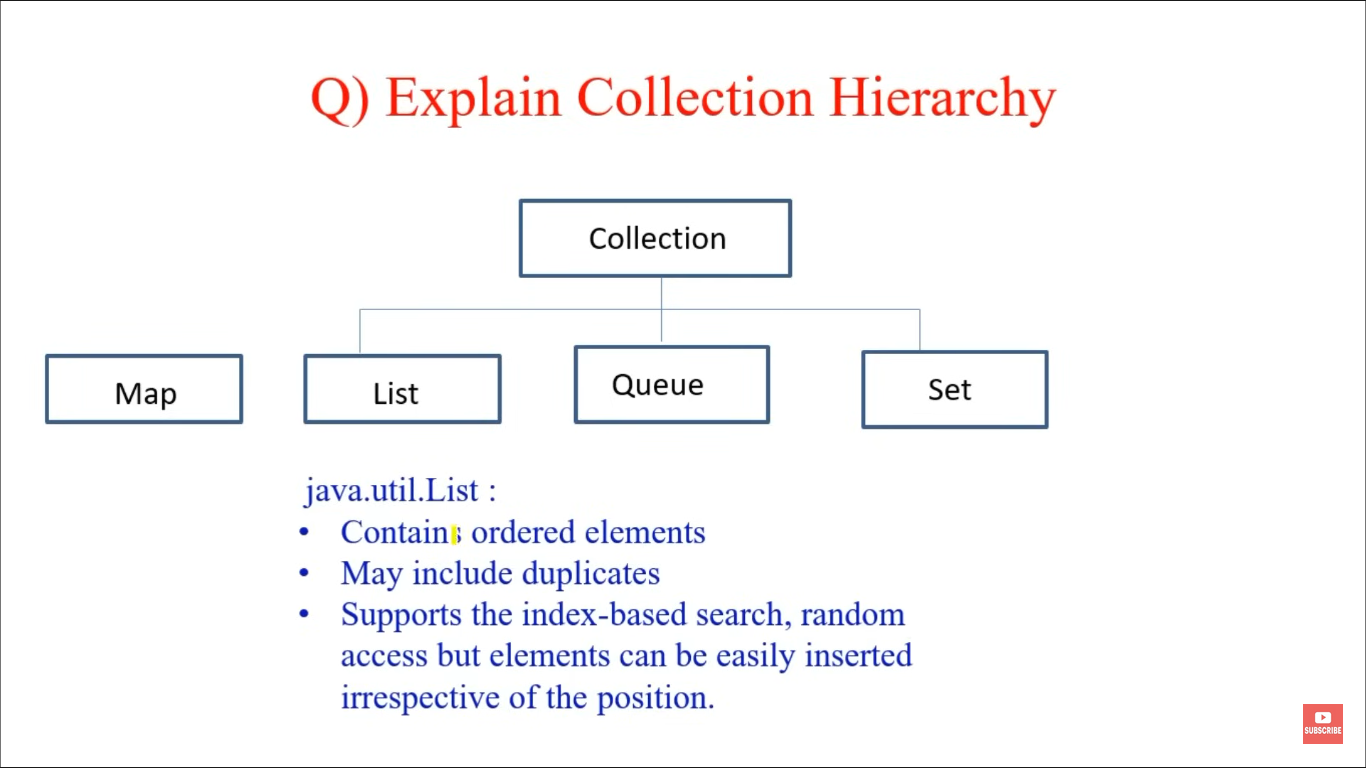 Q) Explain Collection Hierarchy
Collection
Map
List
Queue
Set
java.util.List :
• Contains ordered elements
• May include duplicates
• Supports the index-based search, random
access but elements can be easily inserted
irrespective of the position.
SUBSCRIBE